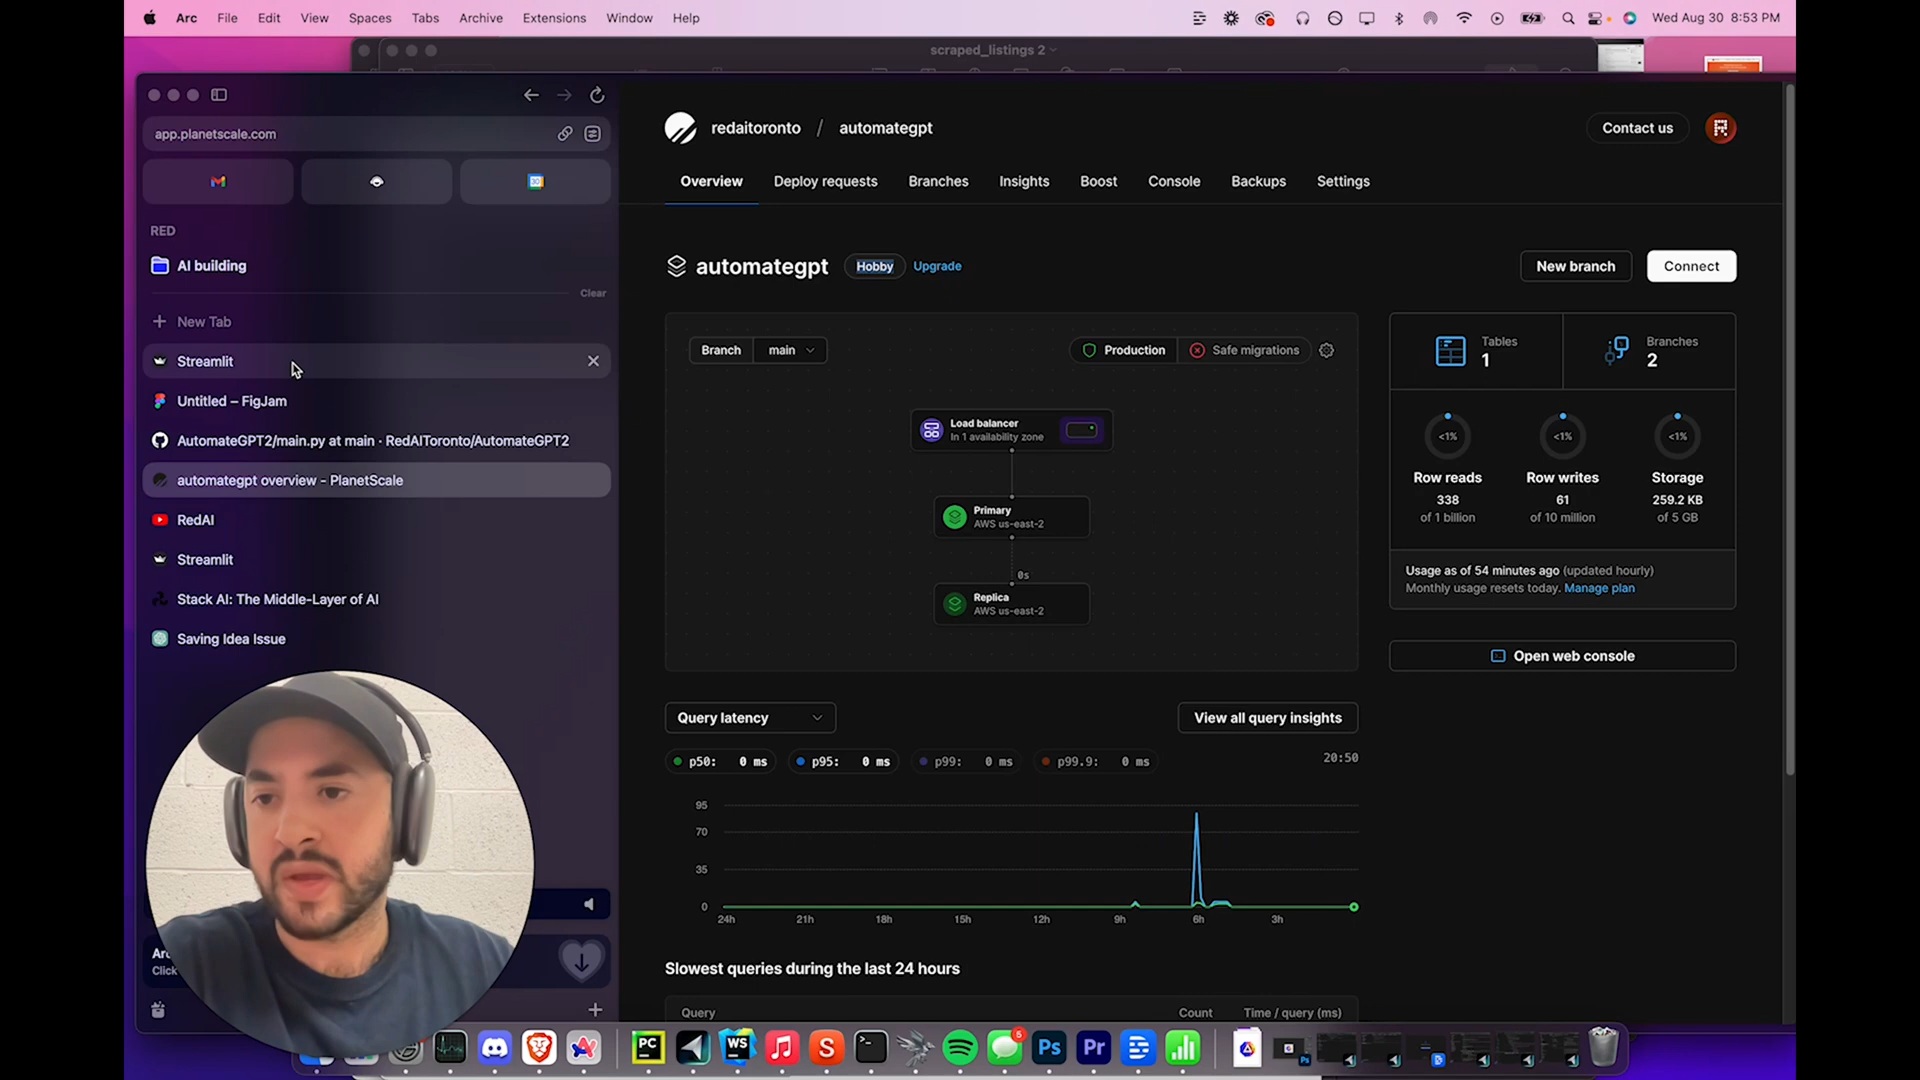 Arc File Edit View Spaces Tabs Archive Extensions Window Help
Wed Aug 30 8:53 PM
scraped_listings 2
app.planetscale.com
30
RED
AI building
Clear
New Tab
Streamlit
Untitled – FigJam
AutomateGPT2/main.py at main · RedAIToronto/AutomateGPT2
automategpt overview - PlanetScale
RedAI
Streamlit
Stack AI: The Middle-Layer of AI
Saving Idea Issue
Click
redaitoronto / automategpt
Contact us
Overview Deploy requests Branches Insights Boost Console Backups Settings
automategpt Hobby Upgrade
New branch Connect
Branch main
Production Safe migrations
Load balancer
In 1 availability zone
Primary
AWS us-east-2
0s
Replica
AWS us-east-2
Tables 1
Branches 2
<1% <1% <1%
Row reads Row writes Storage
338 61 259.2 KB
of 1 billion of 10 million of 5 GB
Usage as of 54 minutes ago (updated hourly)
Monthly usage resets today. Manage plan
Open web console
Query latency
View all query insights
p50: 0 ms p95: 0 ms p99: 0 ms p99.9: 0 ms
20:50
95
70
35
0
24h 21h 18h 15h 12h 9h 6h 3h
Slowest queries during the last 24 hours
Query Count Time / query (ms)
PC WS S 5 Ps Pr